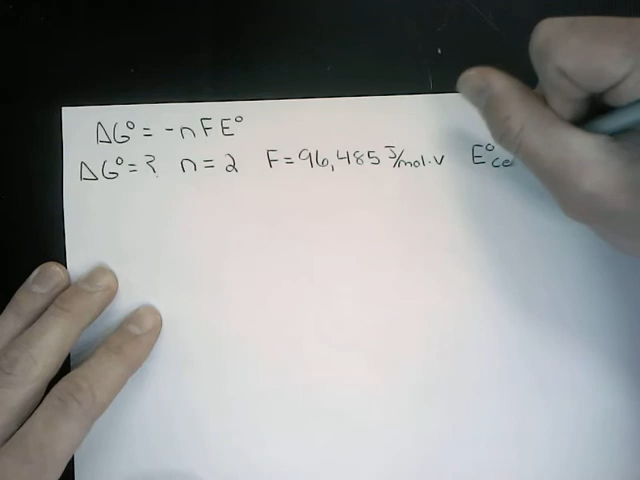 ΔG° = -nFE°
ΔG° = ? n = 2 F = 96,485 J/mol·V E°ce